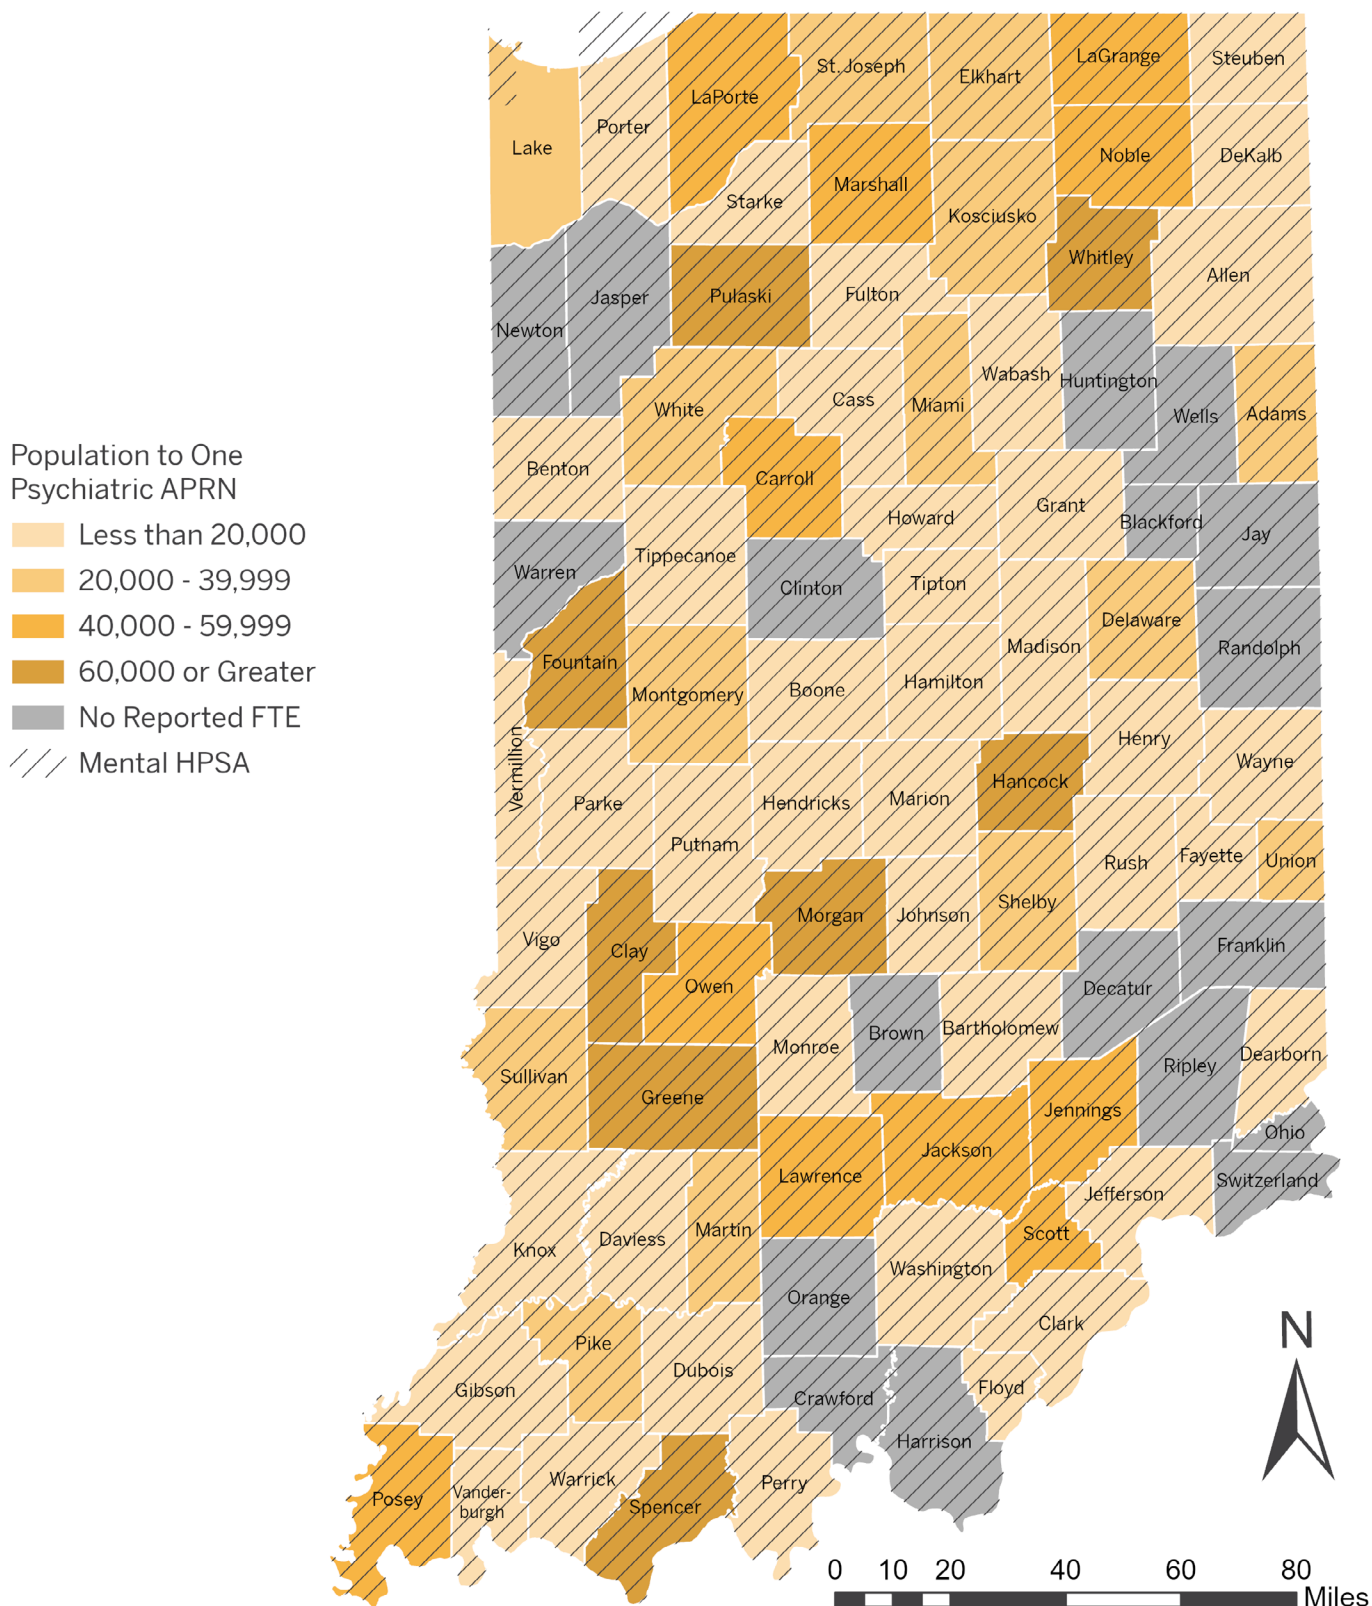 LaGrange
Steuben
St. Joseph
Elkhart
LaPorte
Porter
Lake
Noble
DeKalb
Marshall
Starke
Kosciusko
Whitley
Allen
Pulaski
Fulton
Jasper
Newton
Wabash
Huntington
Cass
Miami
White
Wells
Adams
Population to One
Psychiatric APRN
Less than 20,000
20,000 - 39,999
40,000 - 59,999
60,000 or Greater
No Reported FTE
Mental HPSA
Benton
Carroll
Grant
Howard
Blackford
Jay
Tippecanoe
Warren
Clinton
Tipton
Delaware
Madison
Randolph
Fountain
Montgomery
Boone
Hamilton
Henry
Wayne
Vermillion
Hancock
Parke
Hendricks
Marion
Putnam
Rush
Fayette
Union
Shelby
Morgan
Johnson
Vigo
Clay
Franklin
Owen
Decatur
Brown
Bartholomew
Monroe
Dearborn
Ripley
Sullivan
Greene
Jennings
Ohio
Jackson
Lawrence
Switzerland
Jefferson
Martin
Scott
Daviess
Knox
Washington
Orange
Clark
Pike
Dubois
Gibson
Floyd
Crawford
Harrison
N
Warrick
Perry
Posey
Vander-
burgh
Spencer
0 10 20 40 60 80
Miles